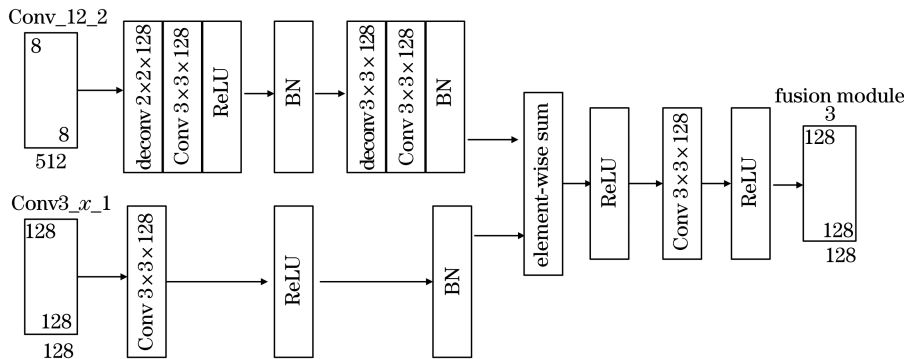 Conv_12_2
8
8
512
deconv 2×2×128
Conv 3×3×128
ReLU
BN
deconv 3×3×128
Conv 3×3×128
BN
Conv3_x_1
128
128
128
Conv 3×3×128
ReLU
BN
element-wise sum
ReLU
Conv 3×3×128
ReLU
fusion module
3
128
128
128